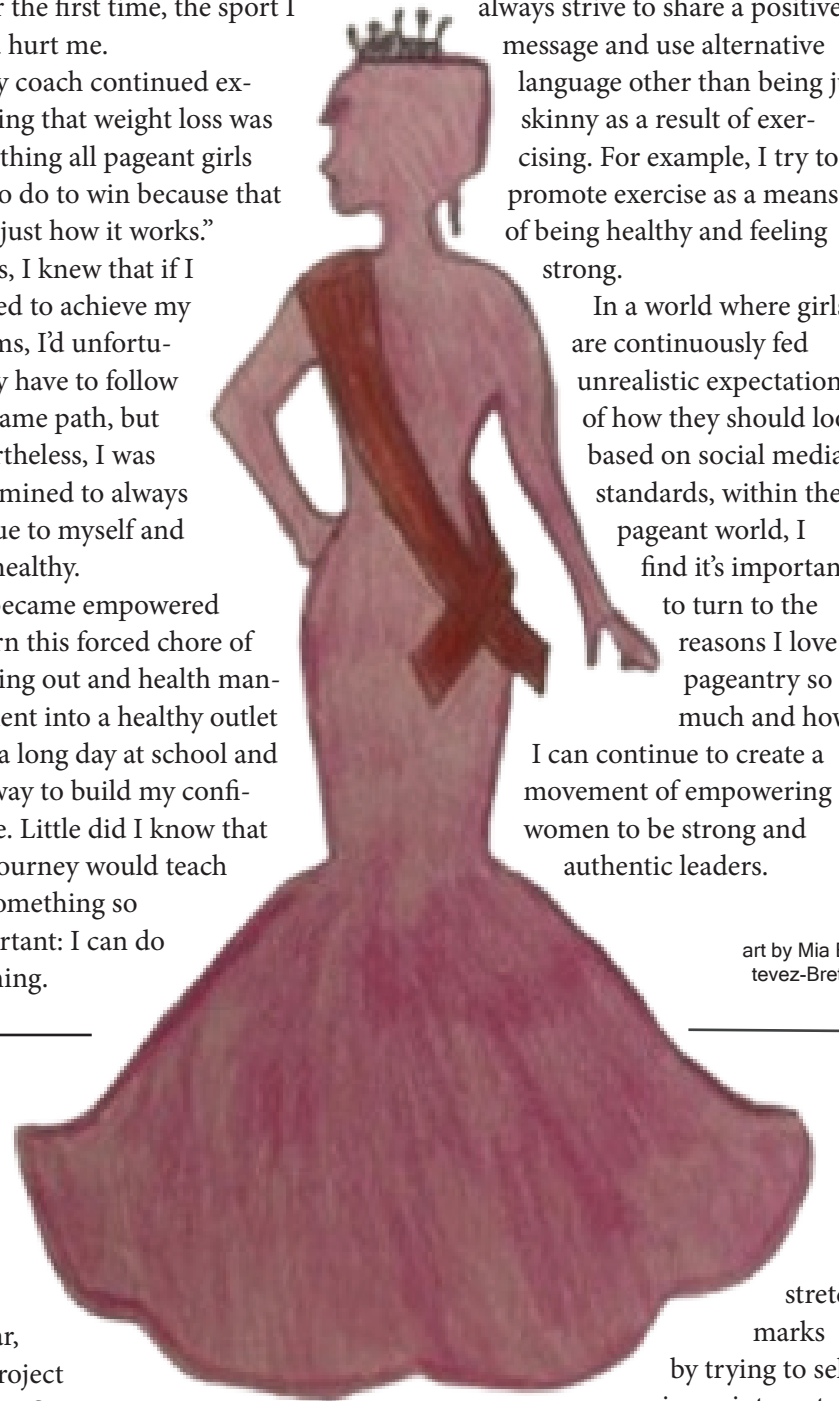 r the first time, the sport I
hurt me.
y coach continued ex-
ing that weight loss was
thing all pageant girls
o do to win because that
just how it works.”
s, I knew that if I
ed to achieve my
ms, I’d unfortu-
y have to follow
ame path, but
rtheless, I was
mined to always
ue to myself and
healthy.
ecame empowered
rn this forced chore of
ing out and health man-
ent into a healthy outlet
a long day at school and
way to build my confi-
e. Little did I know that
ourney would teach
omething so
rtant: I can do
hing.
always strive to share a positive
message and use alternative
language other than being j
skinny as a result of exer-
cising. For example, I try to
promote exercise as a means
of being healthy and feeling
strong.
In a world where girls
are continuously fed
unrealistic expectation
of how they should loo
based on social media
standards, within the
pageant world, I
find it’s importan
to turn to the
reasons I love
pageantry so
much and how
I can continue to create a
movement of empowering
women to be strong and
authentic leaders.
art by Mia
tevez-Bre
ar,
roject
stret
marks
by trying to sel